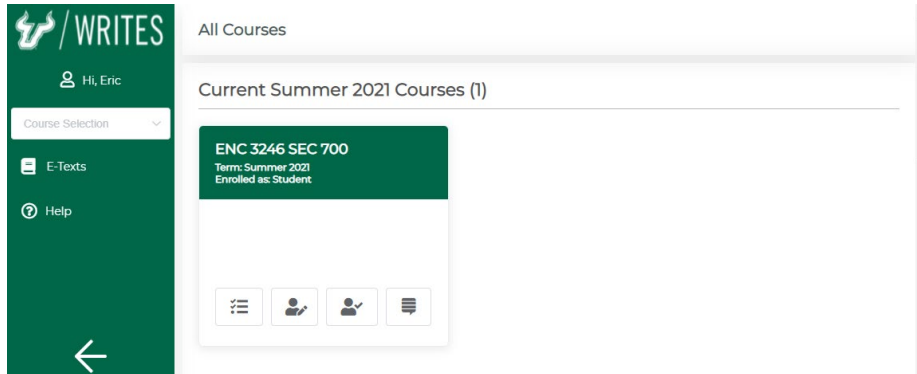 / WRITES
Hi, Eric
Course Selection
E-Texts
Help
All Courses
Current Summer 2021 Courses (1)
ENC 3246 SEC 700
Term: Summer 2021
Enrolled as: Student